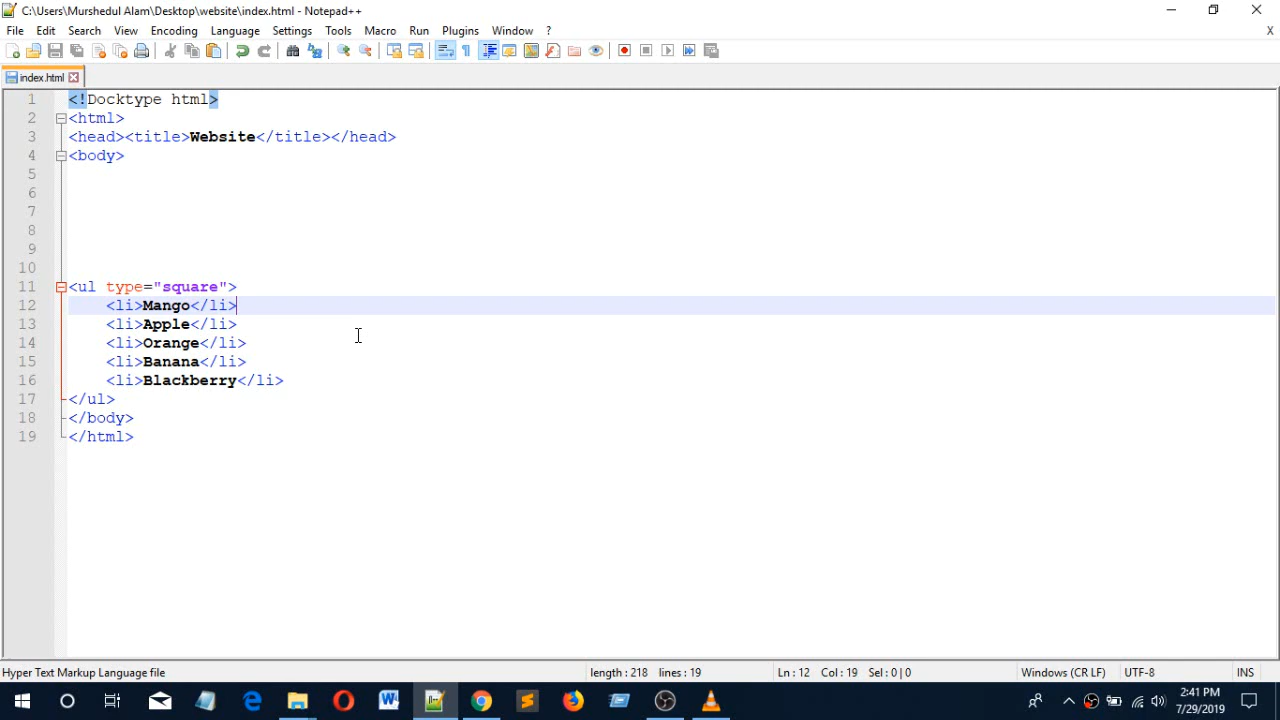 C:\Users\Murshedul Alam\Desktop\website\index.html - Notepad++
File Edit Search View Encoding Language Settings Tools Macro Run Plugins Window ? X
index.html
1 <!Docktype html>
2 <html>
3 <head><title>Website</title></head>
4 <body>
5
6
7
8
9
10
11 <ul type="square">
12 <li>Mango</li>
13 <li>Apple</li>
14 <li>Orange</li>
15 <li>Banana</li>
16 <li>Blackberry</li>
17 </ul>
18 </body>
19 </html>
Hyper Text Markup Language file length : 218 lines : 19 Ln : 12 Col : 19 Sel : 0 | 0 Windows (CR LF) UTF-8 INS
2:41 PM
7/29/2019